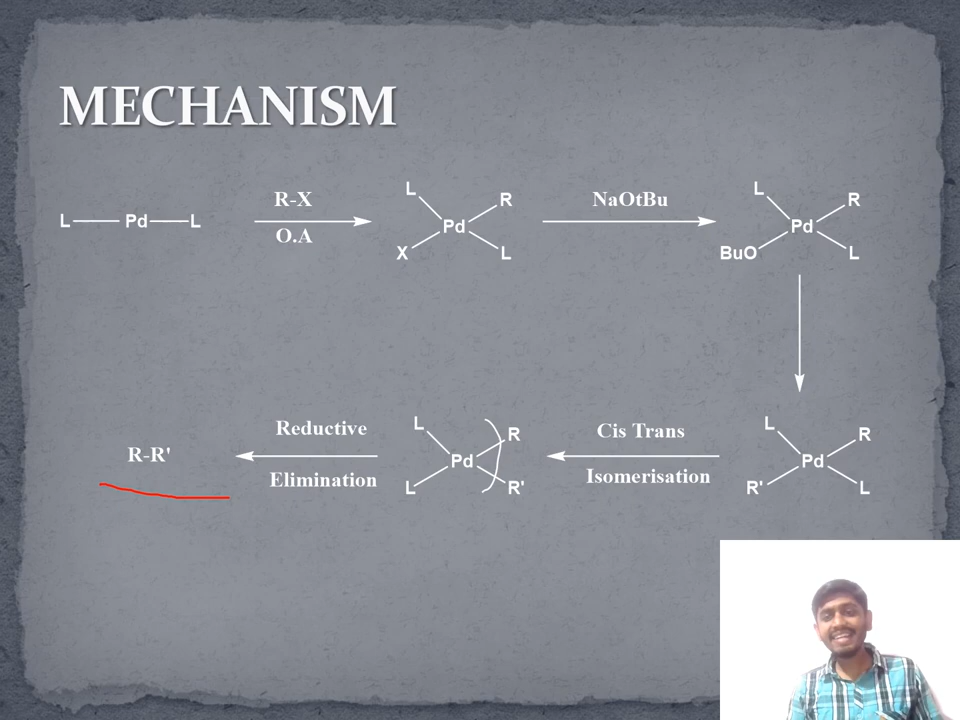 MECHANISM
L Pd L
R-X
O.A
L R
Pd
X L
NaOtBu
L R
Pd
BuO L
R-R'
Reductive
Elimination
L R
Pd
L R'
Cis Trans
Isomerisation
L R
Pd
R' L